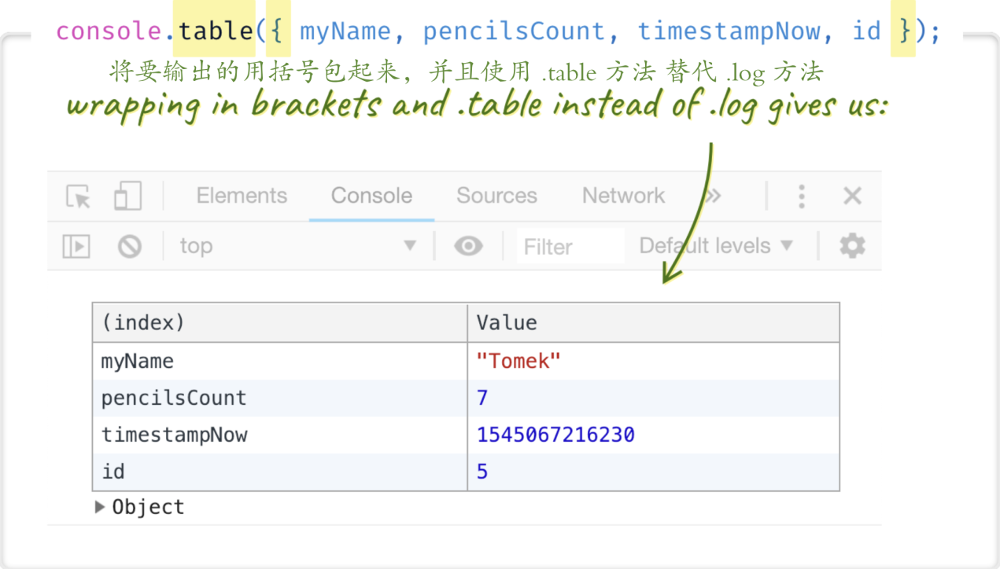 console.table({ myName, pencilsCount, timestampNow, id });
将要输出的用括号包起来，并且使用 .table 方法 替代 .log 方法
wrapping in brackets and .table instead of .log gives us:
Elements Console Sources Network »
top ▼ Filter Default levels ▼
(index) Value
myName "Tomek"
pencilsCount 7
timestampNow 1545067216230
id 5
▶ Object